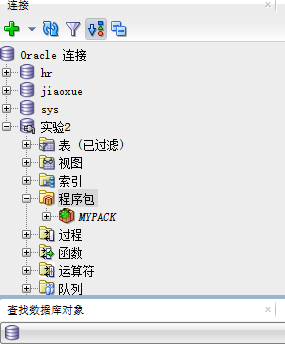 连接
Oracle 连接
hr
jiaoxue
sys
实验2
表 (已过滤)
视图
索引
程序包
MYPACK
过程
函数
运算符
队列
查找数据库对象